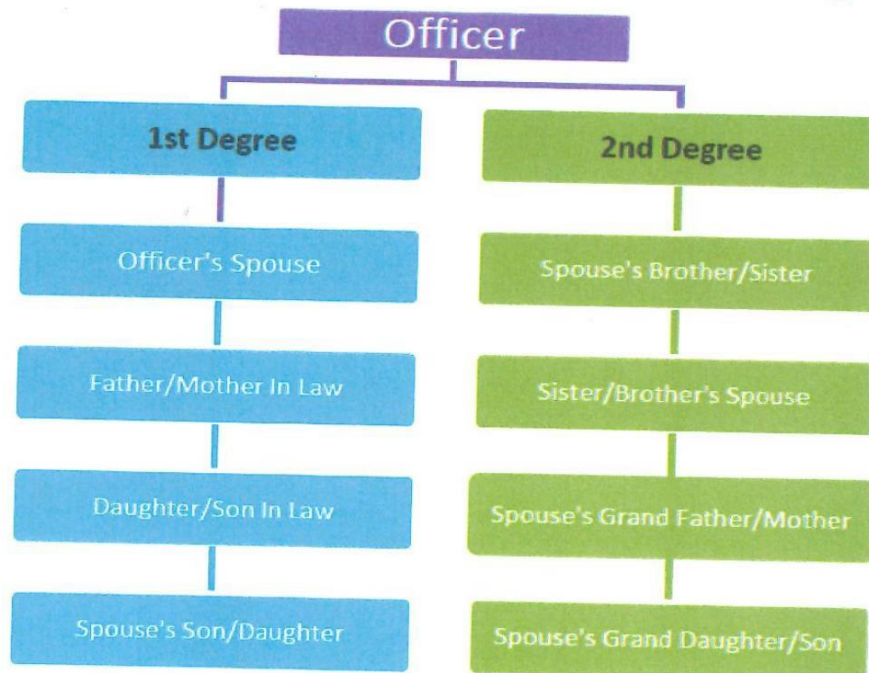 Officer
1st Degree
Officer's Spouse
Father/Mother In Law
Daughter/Son In Law
Spouse's Son/Daughter
2nd Degree
Spouse's Brother/Sister
Sister/Brother's Spouse
Spouse's Grand Father/Mother
Spouse's Grand Daughter/Son